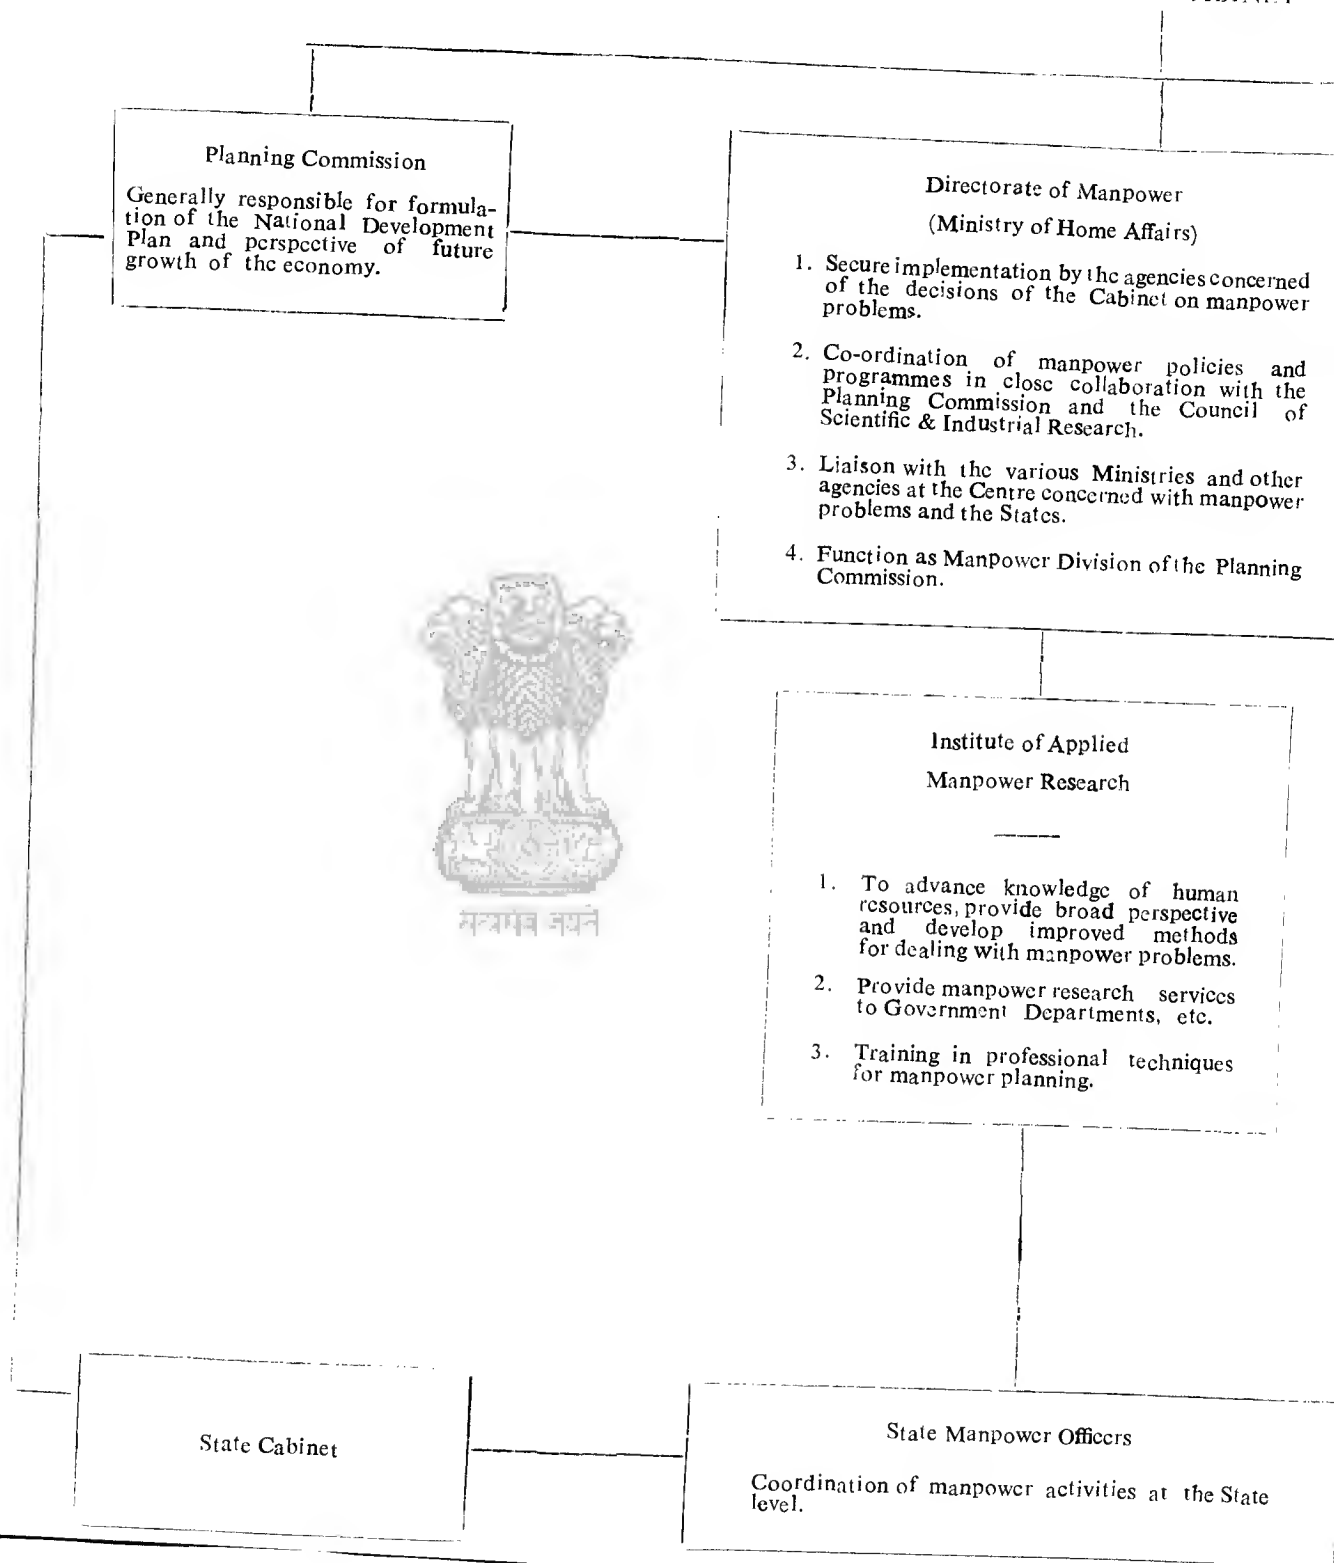 Planning Commission
Generally responsible for formula-
tion of the National Development
Plan and perspective of future
growth of the economy.
Directorate of Manpower
(Ministry of Home Affairs)
1. Secure implementation by the agencies concerned
of the decisions of the Cabinet on manpower
problems.
2. Co-ordination of manpower policies and
programmes in close collaboration with the
Planning Commission and the Council of
Scientific & Industrial Research.
3. Liaison with the various Ministries and other
agencies at the Centre concerned with manpower
problems and the States.
4. Function as Manpower Division of the Planning
Commission.
Institute of Applied
Manpower Research
1. To advance knowledge of human
resources, provide broad perspective
and develop improved methods
for dealing with manpower problems.
2. Provide manpower research services
to Government Departments, etc.
3. Training in professional techniques
for manpower planning.
सत्यमेव जयते
State Cabinet
State Manpower Officers
Coordination of manpower activities at the State
level.